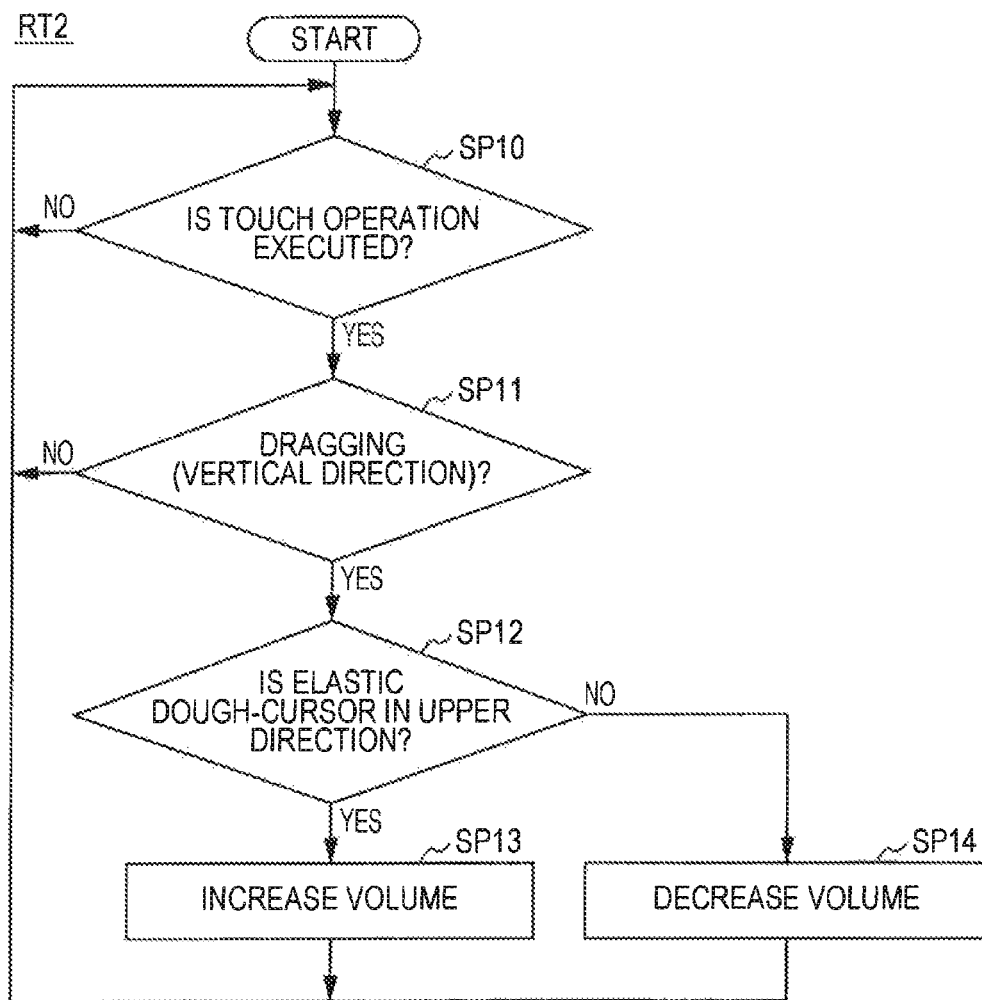 RT2
START
SP10
NO
IS TOUCH OPERATION
EXECUTED?
YES
SP11
NO
DRAGGING
(VERTICAL DIRECTION)?
YES
SP12
IS ELASTIC
DOUGH-CURSOR IN UPPER
DIRECTION?
NO
YES
SP13
SP14
INCREASE VOLUME
DECREASE VOLUME